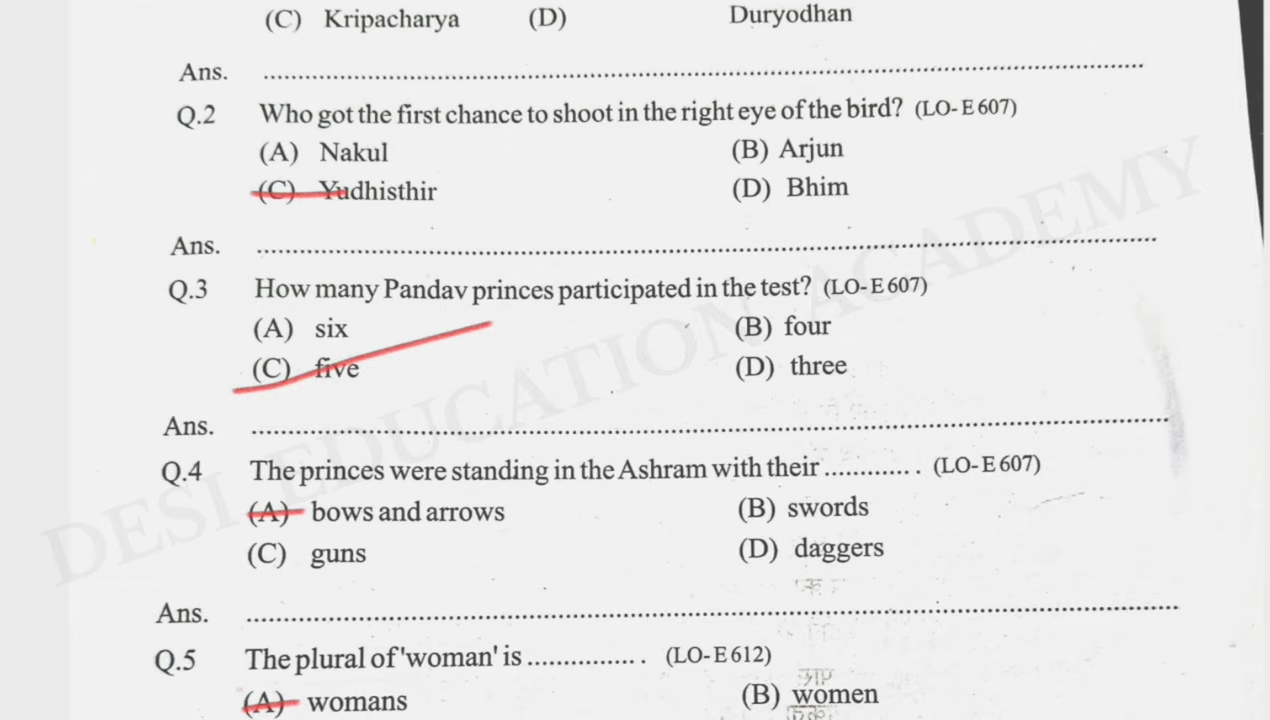 (C) Kripacharya (D) Duryodhan
Ans. ........................................
Q.2 Who got the first chance to shoot in the right eye of the bird? (LO-E 607)
(A) Nakul (B) Arjun
(C) Yudhisthir (D) Bhim
Ans. ........................................
Q.3 How many Pandav princes participated in the test? (LO-E 607)
(A) six (B) four
(C) five (D) three
Ans. ........................................
Q.4 The princes were standing in the Ashram with their ............. (LO-E 607)
(A) bows and arrows (B) swords
(C) guns (D) daggers
Ans. ........................................
Q.5 The plural of 'woman' is ................ (LO-E 612)
(A) womans (B) women
DESI EDUCATION ACADEMY